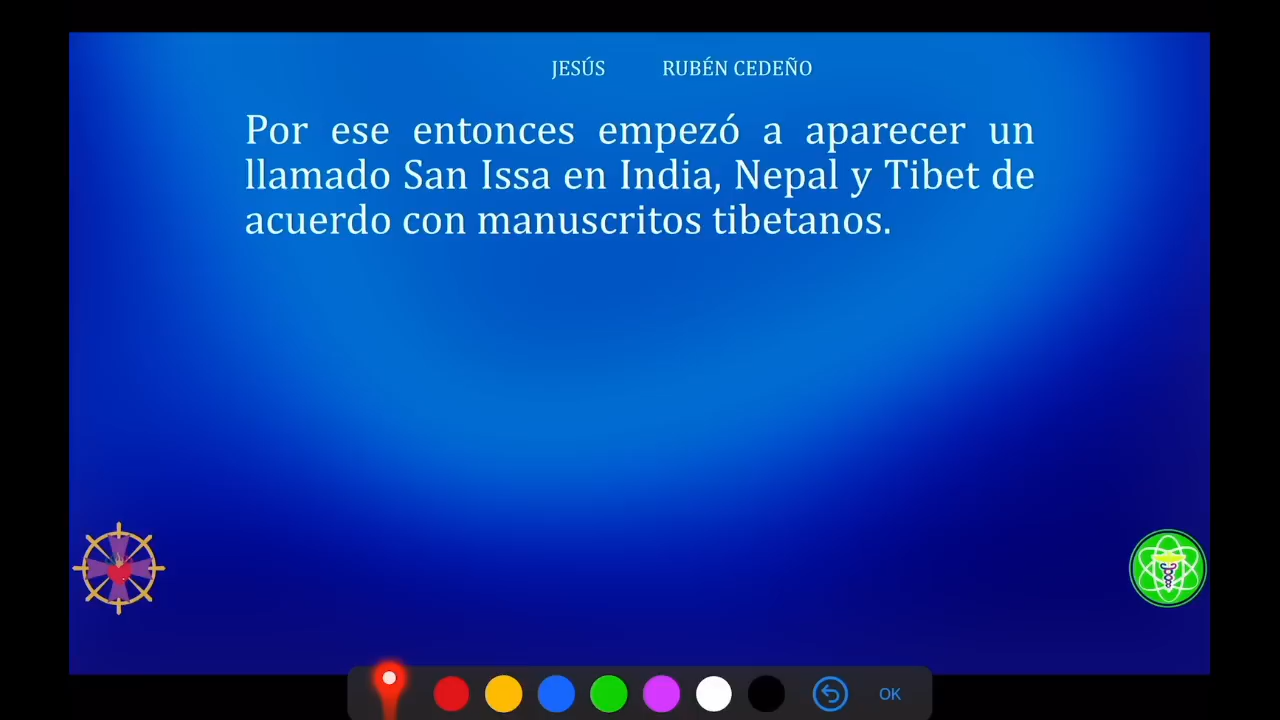 JESÚS RUBÉN CEDEÑO
Por ese entonces empezó a aparecer un
llamado San Issa en India, Nepal y Tibet de
acuerdo con manuscritos tibetanos.
OK